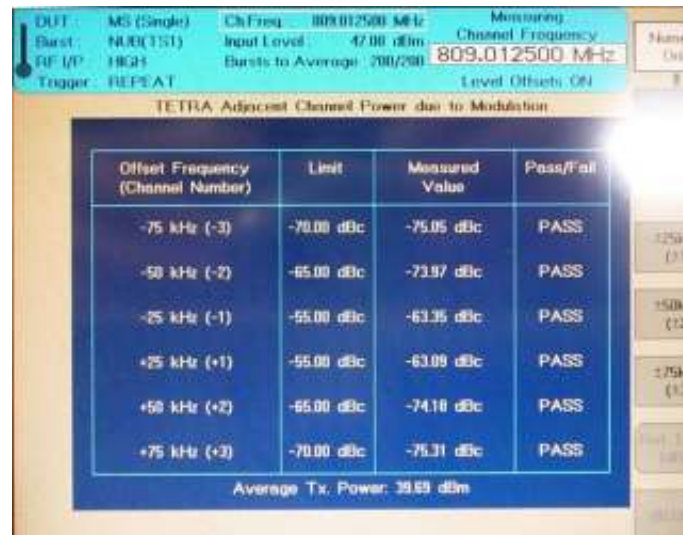 DUT : MS (Single) Ch Freq 809.012500 MHz Measuring
Burst : NUB(TS1) Input Level : 47.00 dBm Channel Frequency
RF I/P : HIGH Bursts to Average : 200/200 809.012500 MHz
Trigger : REPEAT Level Offsets ON
TETRA Adjacent Channel Power due to Modulation
Offset Frequency Limit Measured Pass/Fail
(Channel Number) Value
-75 kHz (-3) -70.00 dBc -75.05 dBc PASS
-50 kHz (-2) -65.00 dBc -73.97 dBc PASS
-25 kHz (-1) -55.00 dBc -63.35 dBc PASS
+25 kHz (+1) -55.00 dBc -63.09 dBc PASS
+50 kHz (+2) -65.00 dBc -74.18 dBc PASS
+75 kHz (+3) -70.00 dBc -75.31 dBc PASS
Average Tx. Power: 39.69 dBm